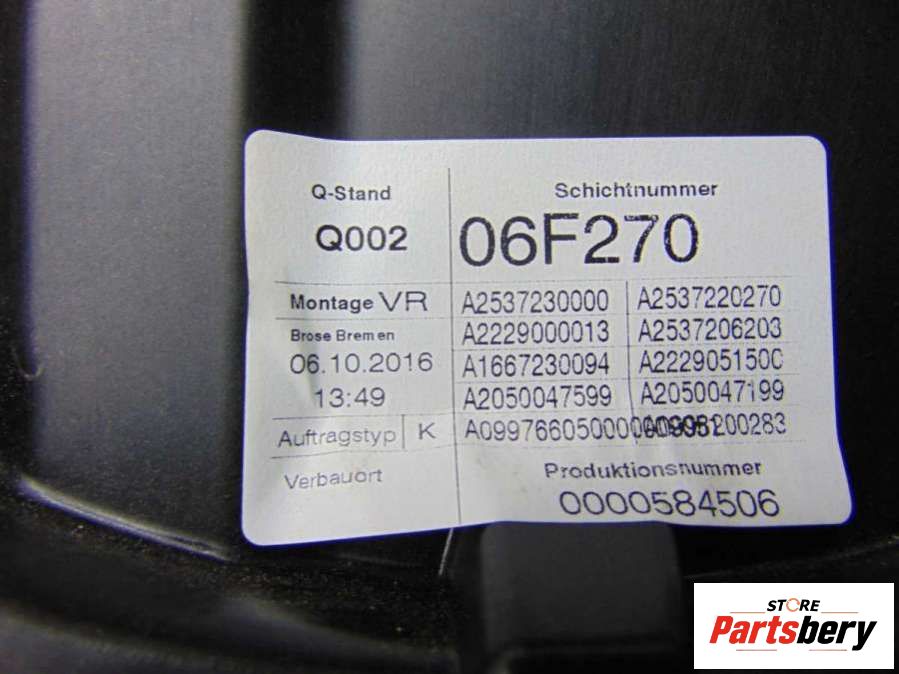 Q-Stand
Schichtnummer
Q002
06F270
Montage VR
A2537230000 A2537220270
Brose Bremen
A2229000013 A2537206203
06.10.2016
A1667230094 A2229051500
13:49
A2050047599 A2050047199
Auftragstyp K
Verbauort
Produktionsnummer
0000584506
STORE
Partsbery